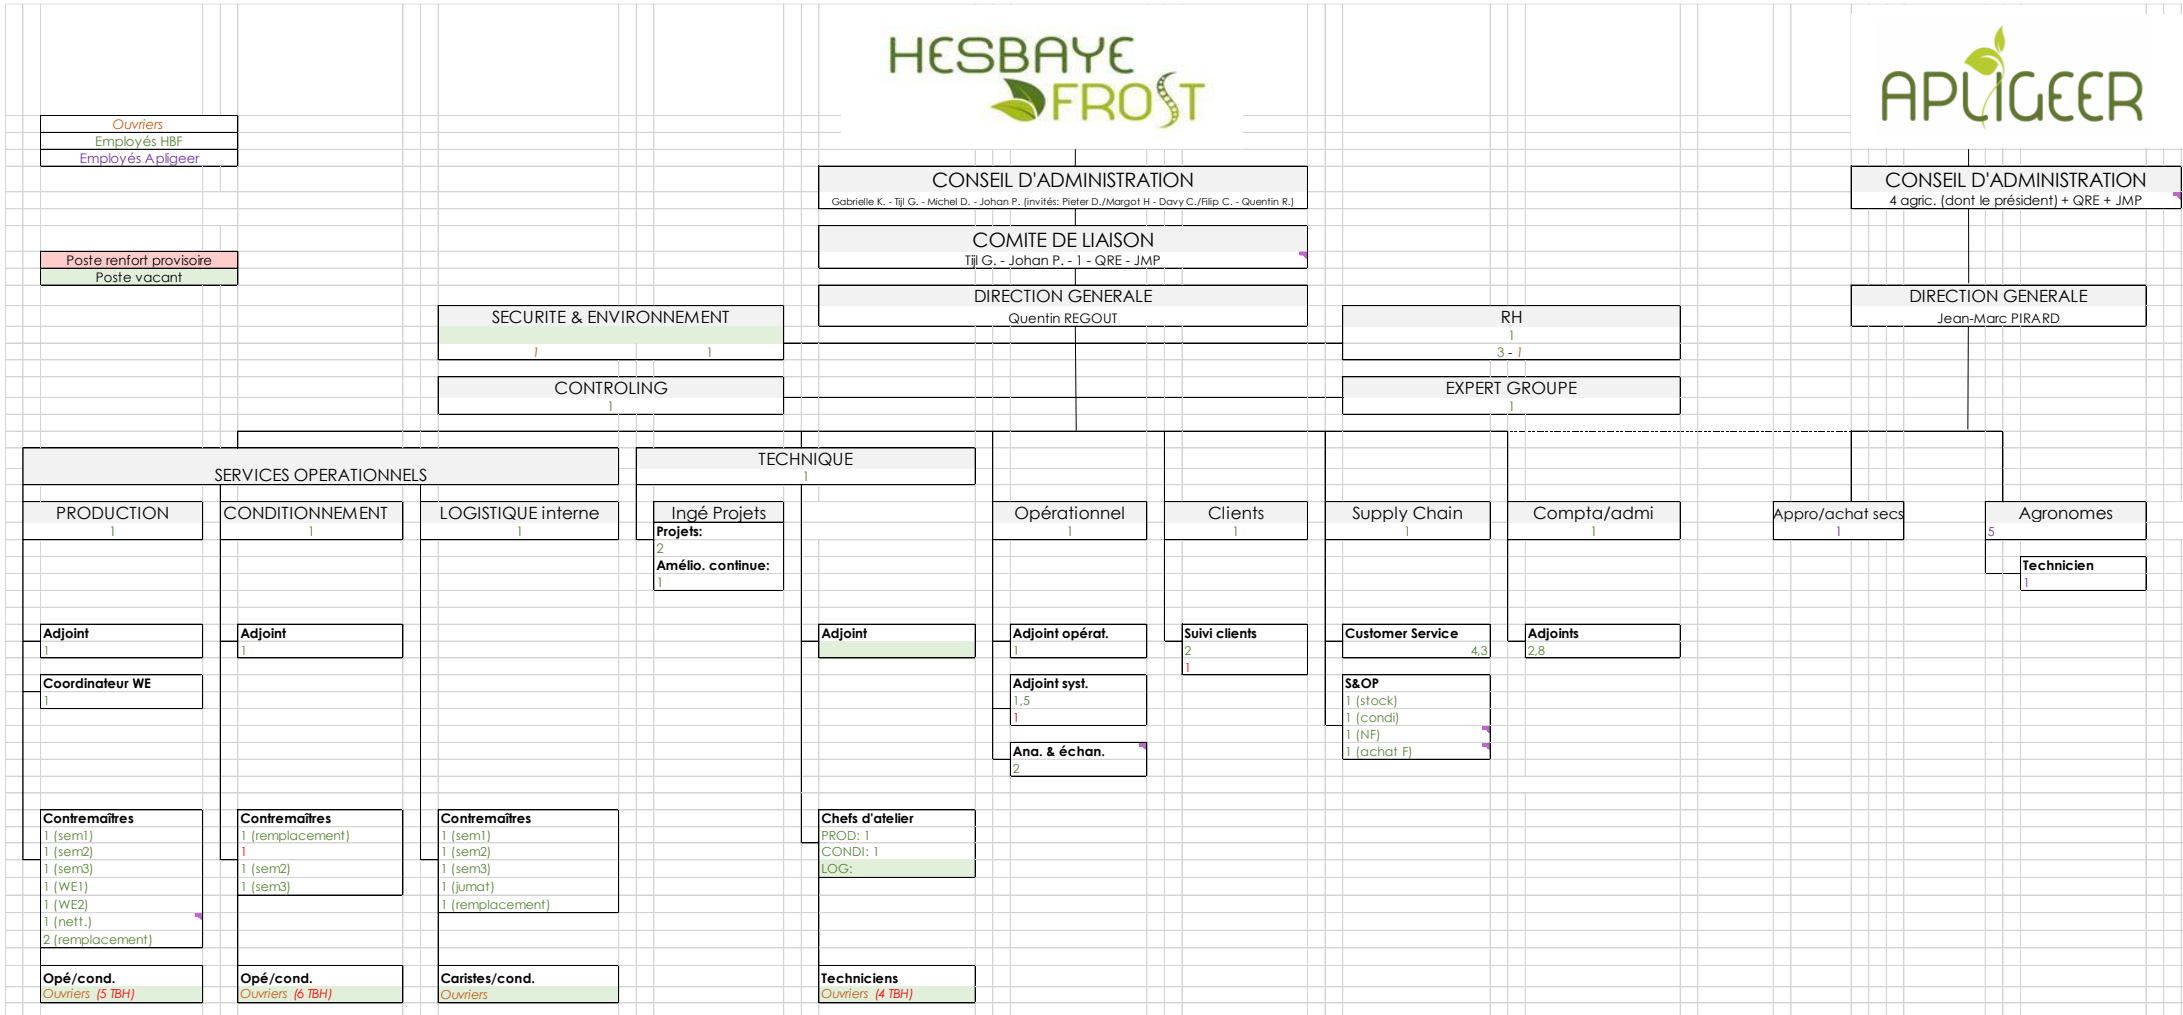 HESBAYE
FROST
APLIGEER
Ouvriers
Employés HBF
Employés Apligeer
CONSEIL D'ADMINISTRATION
Gabrielle K. - Tijl G. - Michel D. - Johan P. (invités: Pieter D./Margot H - Davy C./Filip C. - Quentin R.)
CONSEIL D'ADMINISTRATION
4 agric. (dont le président) + QRE + JMP
COMITE DE LIAISON
Tijl G. - Johan P. - 1 - QRE - JMP
Poste renfort provisoire
Poste vacant
DIRECTION GENERALE
Quentin REGOUT
DIRECTION GENERALE
Jean-Marc PIRARD
SECURITE & ENVIRONNEMENT
1 1
RH
1
3 - 1
CONTROLING
1
EXPERT GROUPE
1
SERVICES OPERATIONNELS
TECHNIQUE
1
PRODUCTION
1
CONDITIONNEMENT
1
LOGISTIQUE interne
1
Ingé Projets
Projets:
2
Amélio. continue:
1
Opérationnel
1
Clients
1
Supply Chain
1
Compta/admi
1
Appro/achat secs
1
Agronomes
5
Technicien
1
Adjoint
1
Adjoint
1
Adjoint
Adjoint opérat.
1
Suivi clients
2
1
Customer Service
4,3
Adjoints
2,8
Coordinateur WE
1
Adjoint syst.
1,5
1
S&OP
1 (stock)
1 (condi)
1 (NF)
1 (achat F)
Ana. & échan.
2
Contremaîtres
1 (sem1)
1 (sem2)
1 (sem3)
1 (WE1)
1 (WE2)
1 (nett.)
2 (remplacement)
Contremaîtres
1 (remplacement)
1
1 (sem2)
1 (sem3)
Contremaîtres
1 (sem1)
1 (sem2)
1 (sem3)
1 (jumat)
1 (remplacement)
Chefs d'atelier
PROD: 1
CONDI: 1
LOG:
Opé/cond.
Ouvriers (5 TBH)
Opé/cond.
Ouvriers (6 TBH)
Caristes/cond.
Ouvriers
Techniciens
Ouvriers (4 TBH)